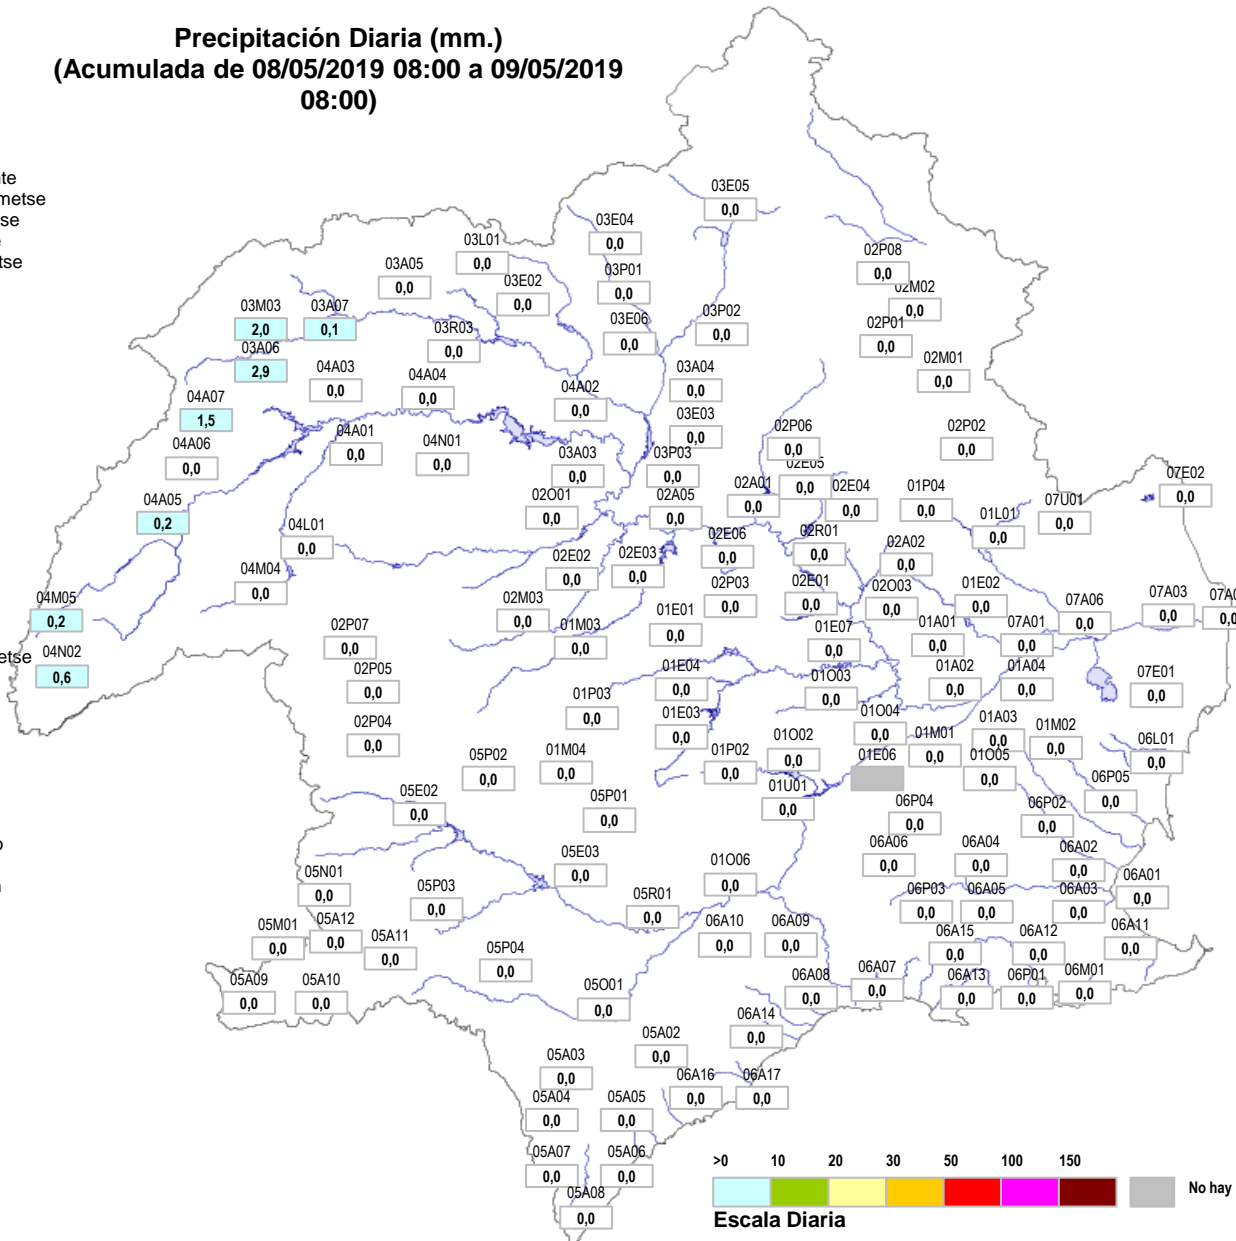 Precipitación Diaria (mm.)
(Acumulada de 08/05/2019 08:00 a 09/05/2019
08:00)
03E05
0,0
03E04
0,0
03L01
0,0
02P08
0,0
03A05
0,0
03P01
0,0
03E02
0,0
02M02
0,0
03M03
2,0
03A07
0,1
03E06
0,0
03P02
0,0
02P01
0,0
03R03
0,0
03A06
2,9
04A03
0,0
04A04
0,0
03A04
0,0
02M01
0,0
04A02
0,0
04A07
1,5
03E03
0,0
04A06
0,0
04A01
0,0
04N01
0,0
03A03
0,0
03P03
0,0
02P06
0,0
02P02
0,0
02E05
0,0
07E02
0,0
04A05
0,2
02O01
0,0
02A05
0,0
02A01
0,0
02E04
0,0
01P04
0,0
01L01
0,0
07U01
0,0
04L01
0,0
02E02
0,0
02E03
0,0
02E06
0,0
02R01
0,0
02A02
0,0
04M04
0,0
04M05
0,2
02M03
0,0
02P03
0,0
02E01
0,0
02O03
0,0
01E02
0,0
07A06
0,0
07A03
0,0
0,0
02P07
0,0
01M03
0,0
01E01
0,0
01E07
0,0
01A01
0,0
07A01
0,0
04N02
0,6
02P05
0,0
01E04
0,0
01O03
0,0
01A02
0,0
01A04
0,0
07E01
0,0
01P03
0,0
02P04
0,0
01E03
0,0
01O04
0,0
01A03
0,0
01M02
0,0
01M01
0,0
06L01
0,0
05P02
0,0
01M04
0,0
01P02
0,0
01O02
0,0
01E06
01O05
0,0
06P05
0,0
05E02
0,0
05P01
0,0
01U01
0,0
06P04
0,0
06P02
0,0
05E03
0,0
06A06
0,0
06A04
0,0
06A02
0,0
05N01
0,0
05P03
0,0
01O06
0,0
06A01
0,0
05R01
0,0
06P03
0,0
06A05
0,0
06A03
0,0
05M01
0,0
05A12
0,0
05A11
0,0
06A10
0,0
06A09
0,0
06A15
0,0
06A12
0,0
06A11
0,0
05P04
0,0
05A09
0,0
05A10
0,0
05O01
0,0
06A08
0,0
06A07
0,0
06A13
0,0
06P01
0,0
06M01
0,0
06A14
0,0
05A02
0,0
05A03
0,0
06A16
0,0
06A17
0,0
05A04
0,0
05A05
0,0
05A07
0,0
05A06
0,0
05A08
0,0
>0 10 20 30 50 100 150
No hay
Escala Diaria